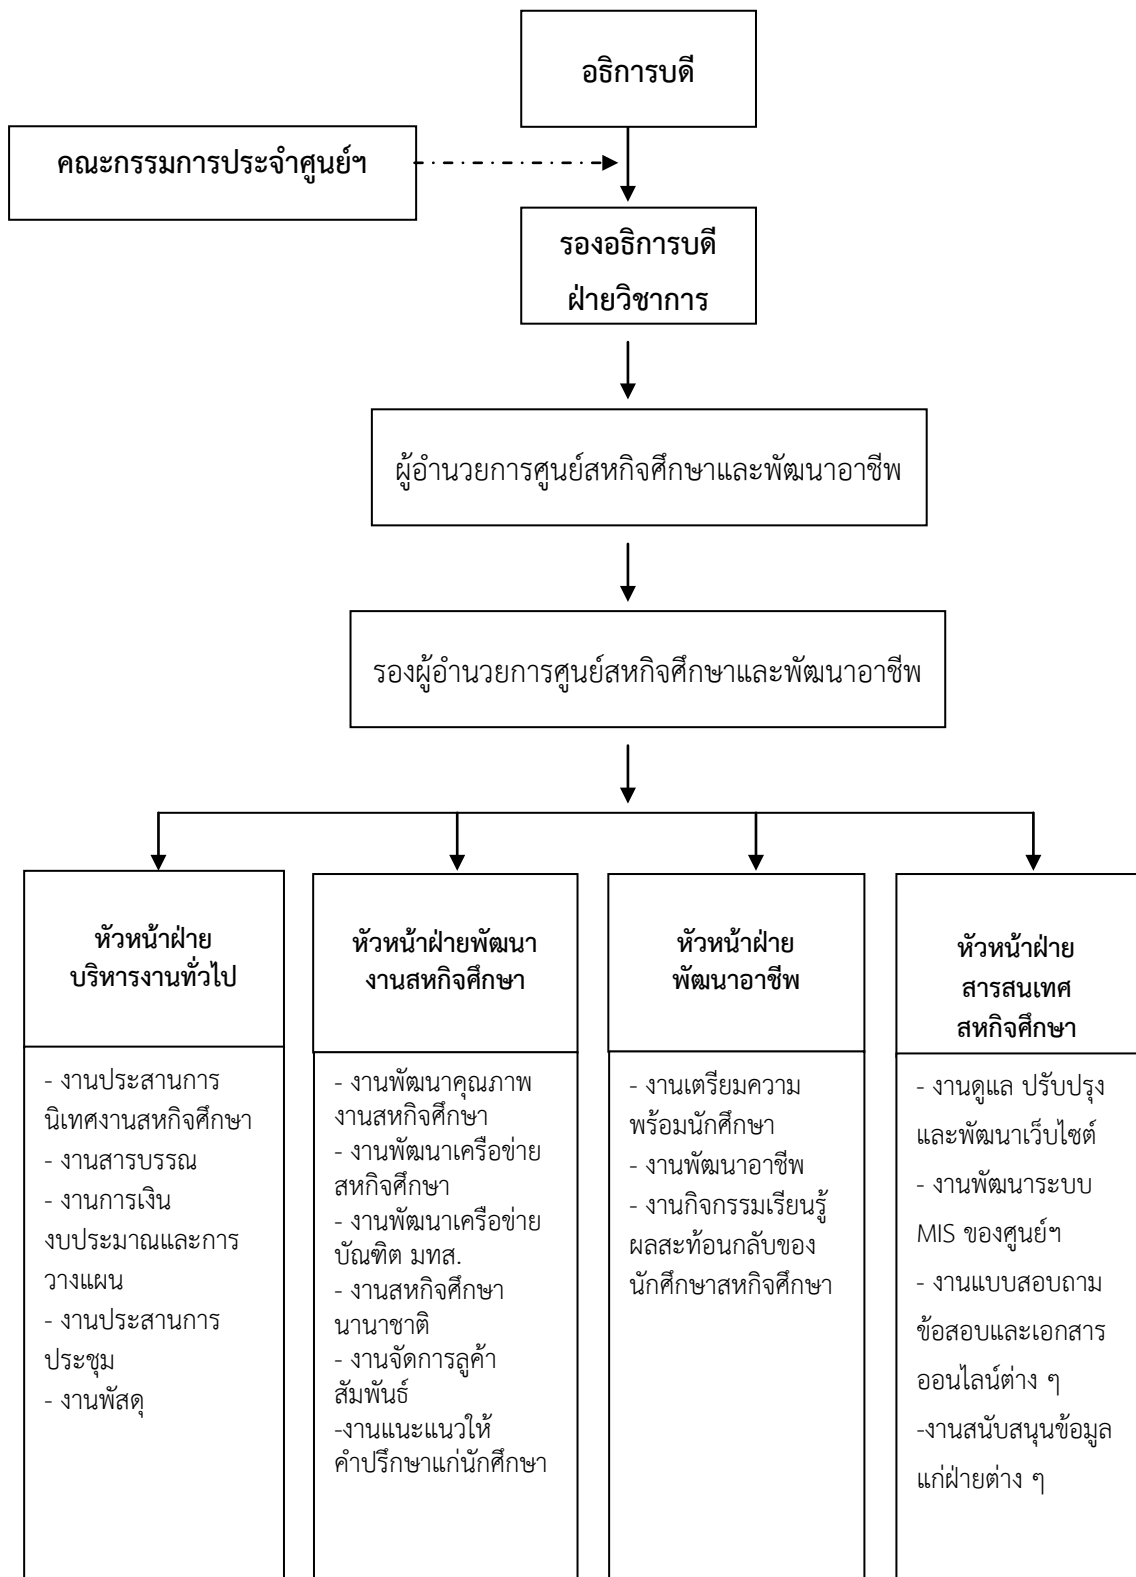 อธิการบดี
คณะกรรมการประจำศูนย์ฯ
รองอธิการบดี
ฝ่ายวิชาการ
ผู้อำนวยการศูนย์สหกิจศึกษาและพัฒนาอาชีพ
รองผู้อำนวยการศูนย์สหกิจศึกษาและพัฒนาอาชีพ
หัวหน้าฝ่าย
บริหารงานทั่วไป
- งานประสานการ
นิเทศงานสหกิจศึกษา
- งานสารบรรณ
- งานการเงิน
งบประมาณและการ
วางแผน
- งานประสานการ
ประชุม
- งานพัสดุ
หัวหน้าฝ่ายพัฒนา
งานสหกิจศึกษา
- งานพัฒนาคุณภาพ
งานสหกิจศึกษา
- งานพัฒนาเครือข่าย
สหกิจศึกษา
- งานพัฒนาเครือข่าย
บัณฑิต มทส.
- งานสหกิจศึกษา
นานาชาติ
- งานจัดการลูค้า
สัมพันธ์
-งานแนะแนวให้
คำปรึกษาแก่นักศึกษา
หัวหน้าฝ่าย
พัฒนาอาชีพ
- งานเตรียมความ
พร้อมนักศึกษา
- งานพัฒนาอาชีพ
- งานกิจกรรมเรียนรู้
ผลสะท้อนกลับของ
นักศึกษาสหกิจศึกษา
หัวหน้าฝ่าย
สารสนเทศ
สหกิจศึกษา
- งานดูแล ปรับปรุง
และพัฒนาเว็บไซต์
- งานพัฒนาระบบ
MIS ของศูนย์ฯ
- งานแบบสอบถาม
ข้อสอบและเอกสาร
ออนไลน์ต่าง ๆ
-งานสนับสนุนข้อมูล
แก่ฝ่ายต่าง ๆ